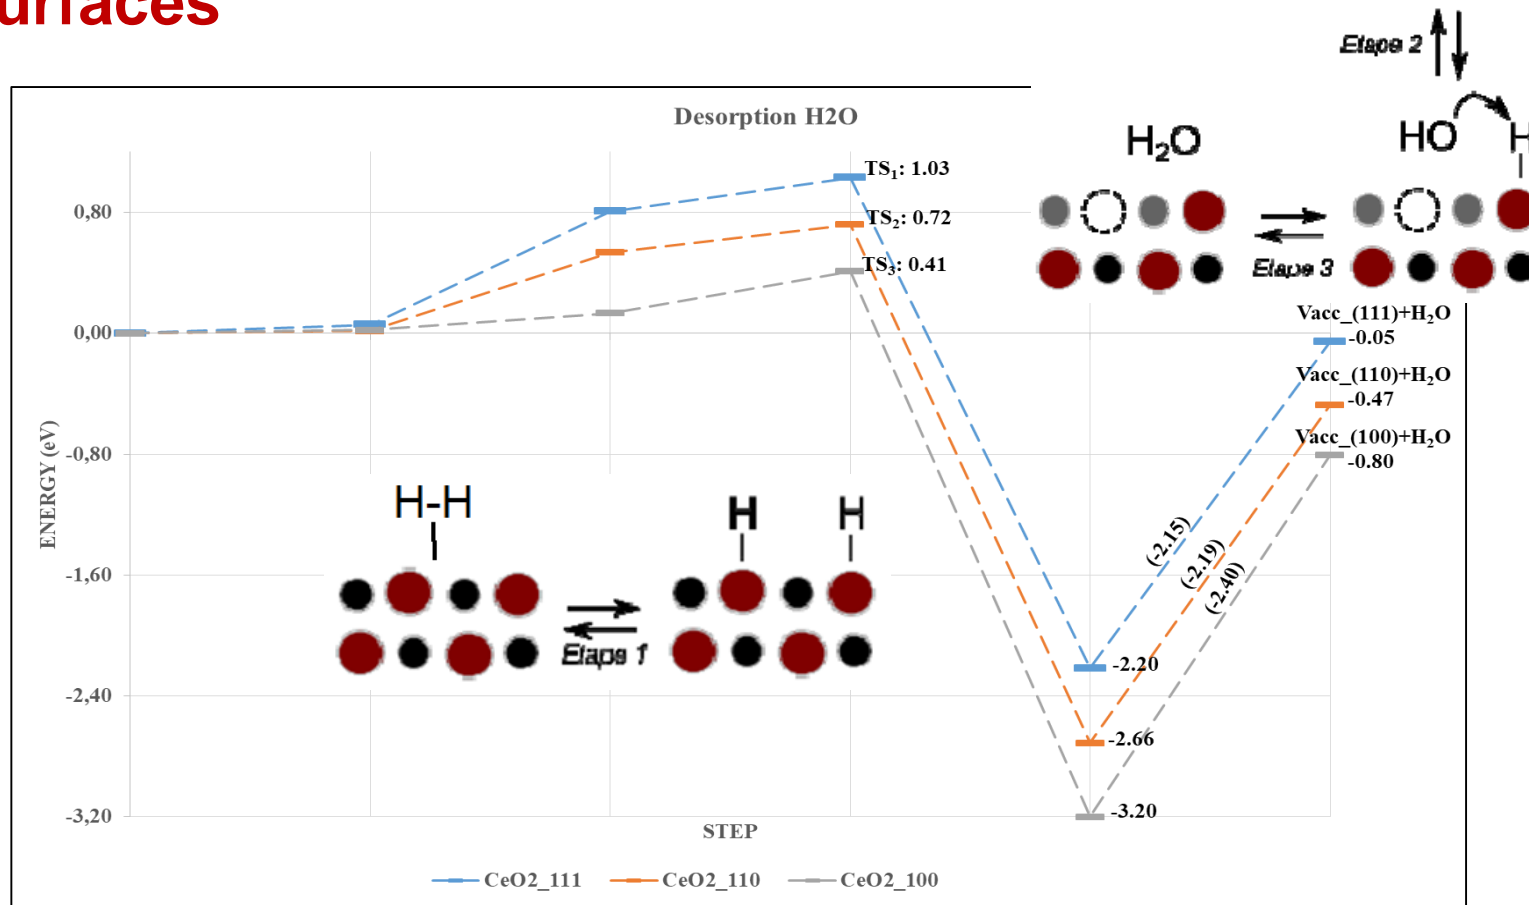 urfaces
Etape 2
Desorption H2O
H₂O
HO
H
Etape 3
TS₁: 1.03
TS₂: 0.72
TS₃: 0.41
0,80
0,00
-0,80
-1,60
-2,40
-3,20
ENERGY (eV)
Vacc_(111)+H₂O
-0.05
Vacc_(110)+H₂O
-0.47
Vacc_(100)+H₂O
-0.80
H-H
H
H
Etape 1
(-2.15)
(-2.19)
(-2.40)
-2.20
-2.66
-3.20
STEP
CeO2_111
CeO2_110
CeO2_100